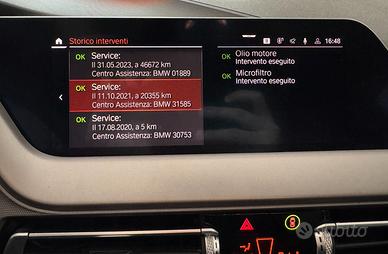 Storico interventi
16:48
OK Service:
Il 31.05.2023, a 46672 km
Centro Assistenza: BMW 01889
OK Service:
Il 11.10.2021, a 20355 km
Centro Assistenza: BMW 31585
OK Service:
Il 17.08.2020, a 5 km
Centro Assistenza: BMW 30753
OK Olio motore
Intervento eseguito
OK Microfiltro
Intervento eseguito
subito